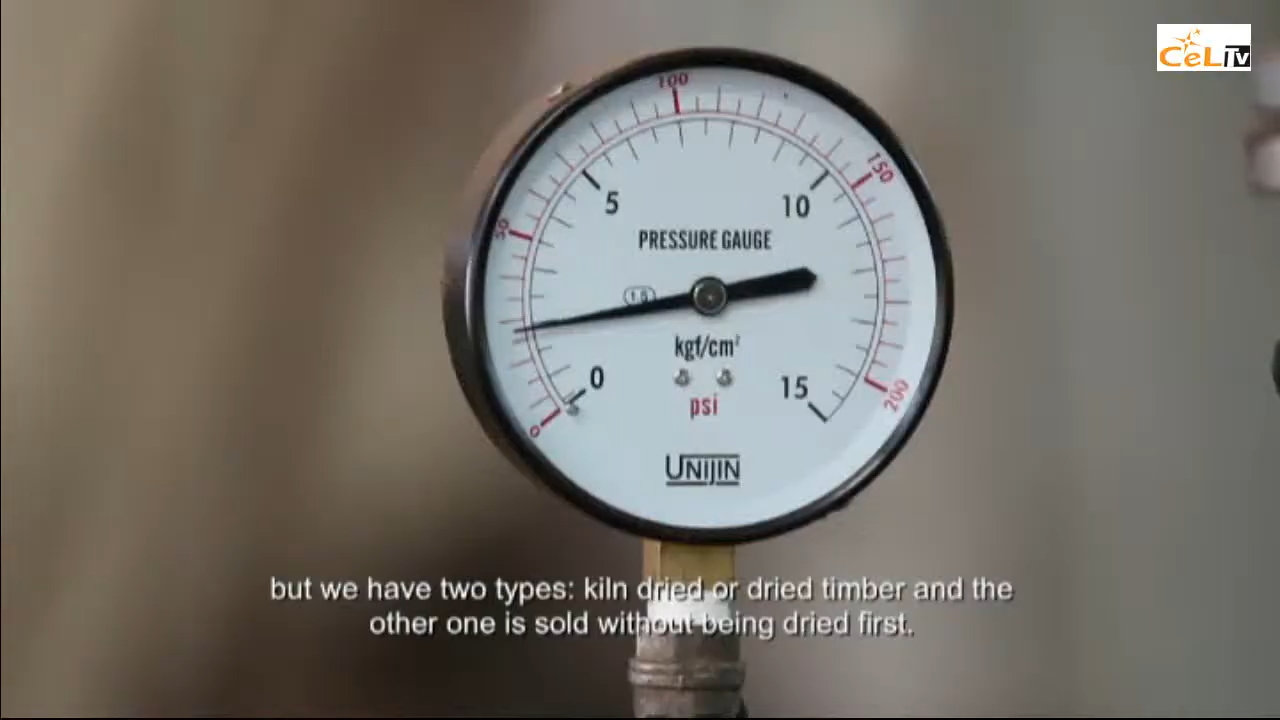 CeLTv
100
150
50
5
10
PRESSURE GAUGE
1.5
kgf/cm²
0
15
psi
200
0
UNIJIN
but we have two types: kiln dried or dried timber and the
other one is sold without being dried first.